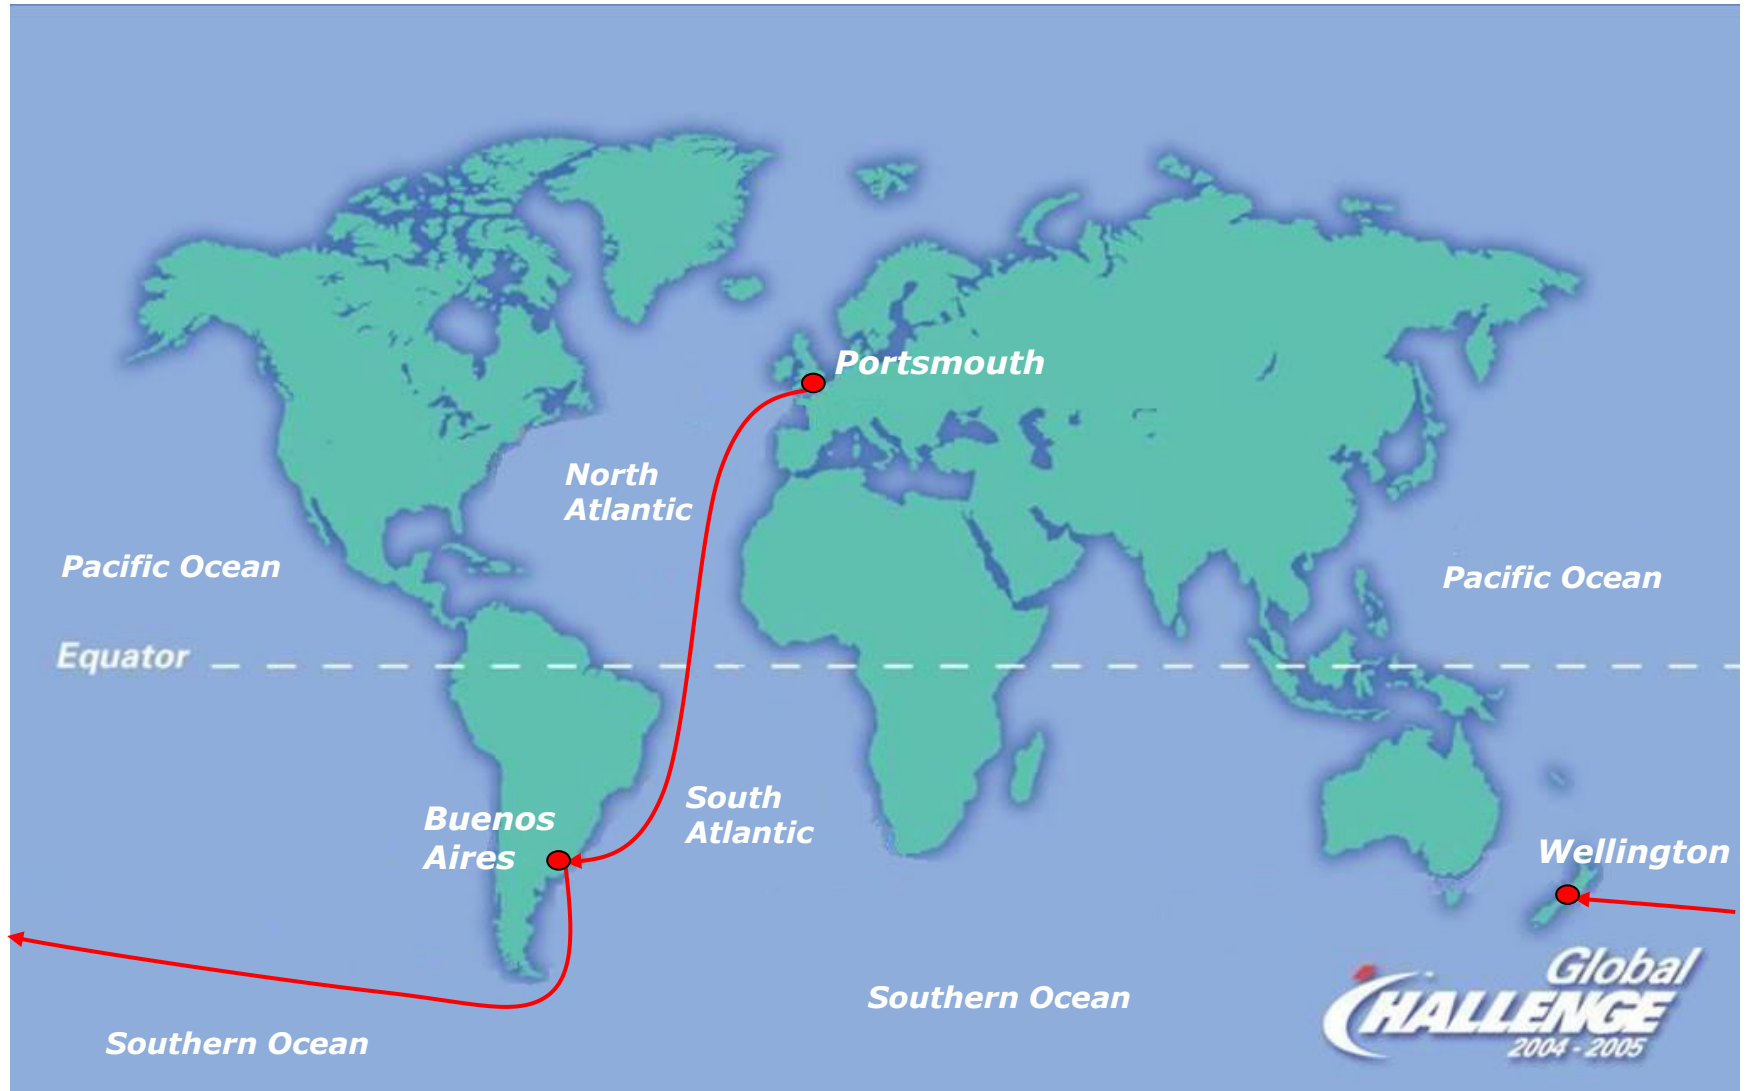 Portsmouth
North
Atlantic
Pacific Ocean
Pacific Ocean
Equator
South
Atlantic
Buenos
Aires
Wellington
Southern Ocean
Southern Ocean
Global
CHALLENGE
2004 - 2005